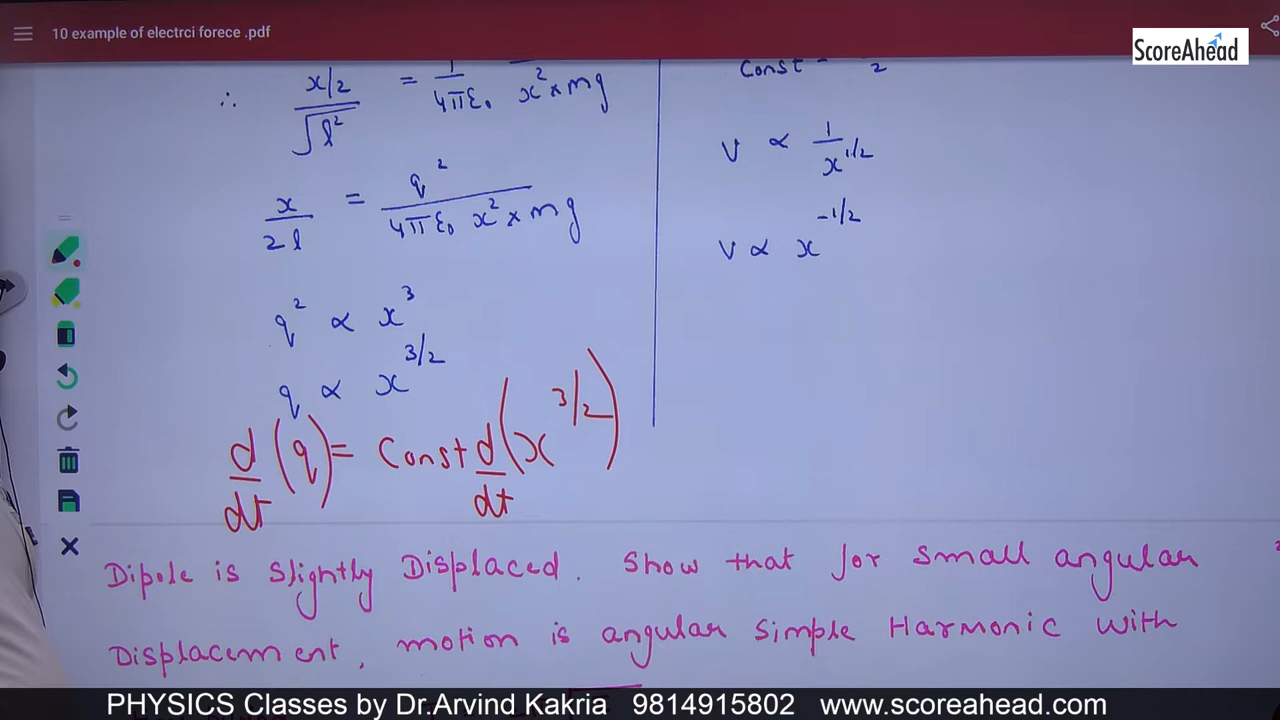 10 example of electrci forece .pdf
ScoreAhead
∴ x/2 / √l² = 1/4πε₀ x² × mg
x/2l = q²/4πε₀ x² × mg
q² ∝ x³
q ∝ x^3/2
d/dt (q) = Const d/dt (x^3/2)
Const 2
V ∝ 1/x^1/2
V ∝ x^-1/2
Dipole is slightly Displaced. Show that for small angular
Displacement, motion is angular simple Harmonic with
PHYSICS Classes by Dr.Arvind Kakria 9814915802 www.scoreahead.com